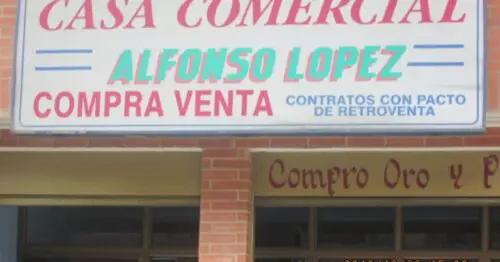 CASA COMERCIAL
ALFONSO LOPEZ
COMPRA VENTA
CONTRATOS CON PACTO
DE RETROVENTA
Compro Oro y P